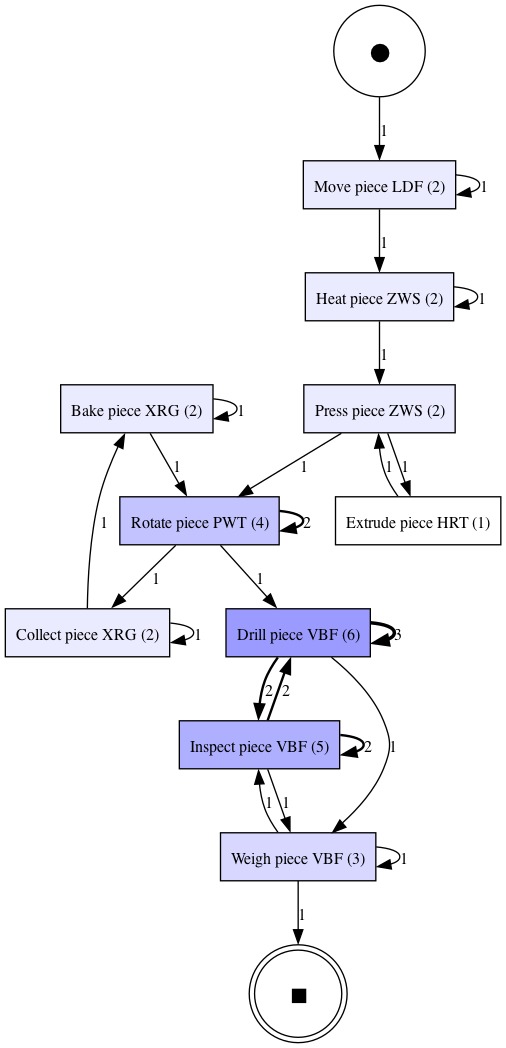 1
Move piece LDF (2)
1
1
Heat piece ZWS (2)
1
1
Bake piece XRG (2)
1
Press piece ZWS (2)
1
1
1
1
1
Rotate piece PWT (4)
2
Extrude piece HRT (1)
1
1
Collect piece XRG (2)
1
Drill piece VBF (6)
3
2
2
1
Inspect piece VBF (5)
2
1
1
Weigh piece VBF (3)
1
1